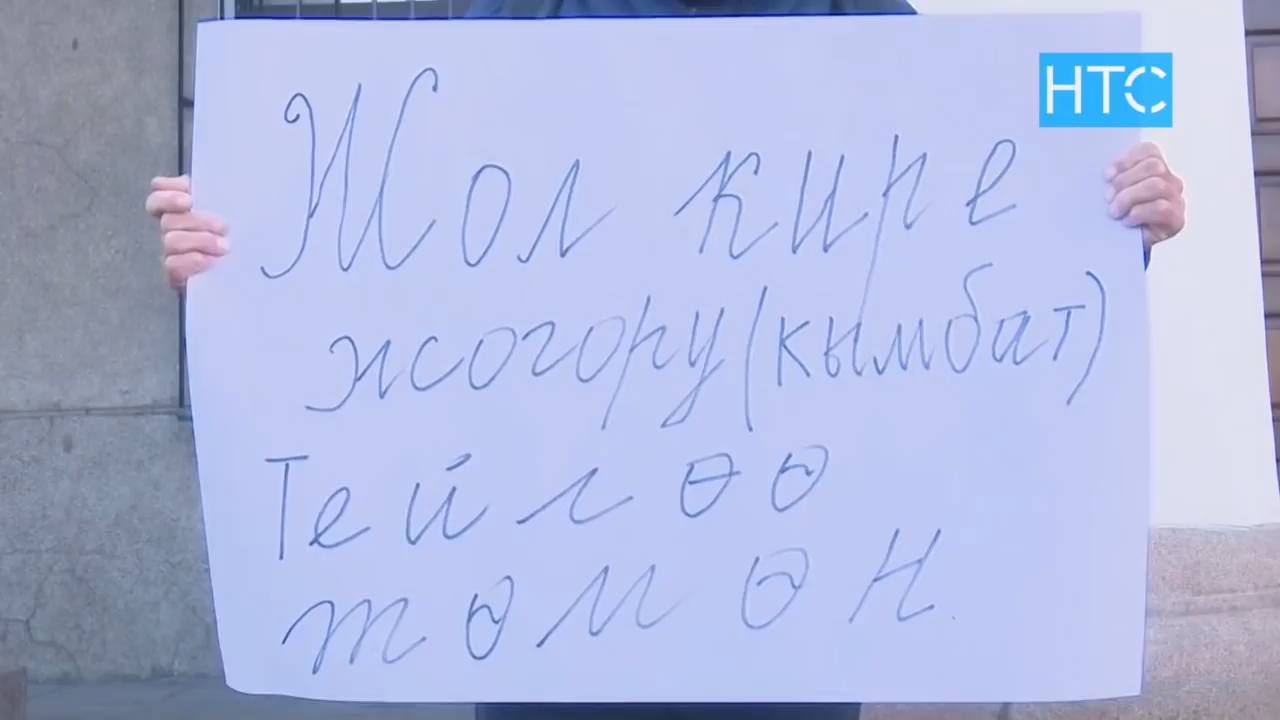 НТС
Жол кире
жогору (кымбат)
Тейлөө
төмөн.